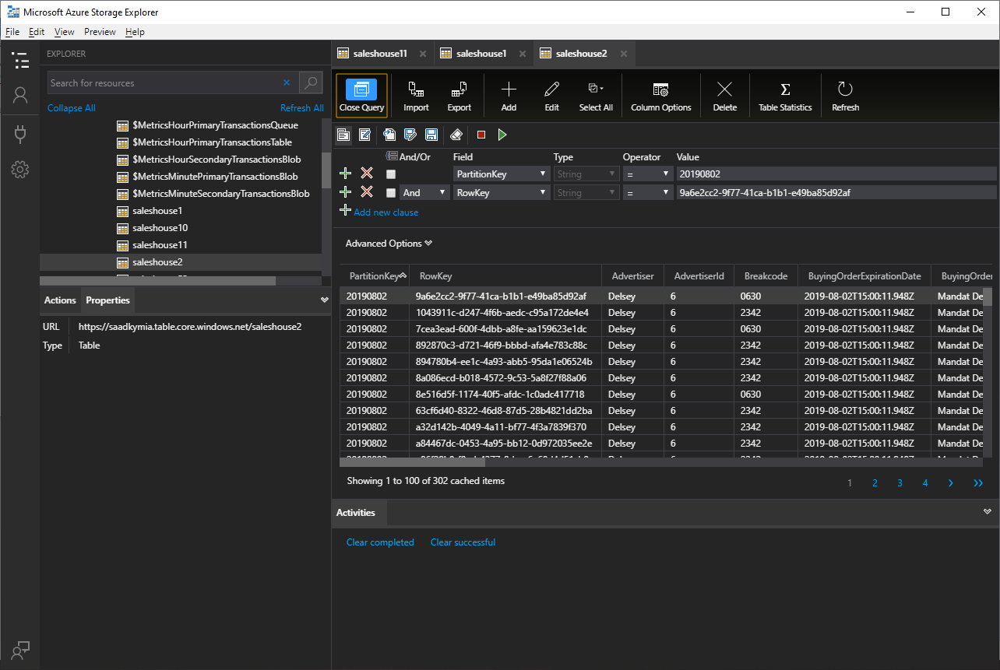 Microsoft Azure Storage Explorer
File Edit View Preview Help
EXPLORER
Search for resources
Collapse All Refresh All
$MetricsHourPrimaryTransactionsQueue
$MetricsHourPrimaryTransactionsTable
$MetricsHourSecondaryTransactionsBlob
$MetricsMinutePrimaryTransactionsBlob
$MetricsMinuteSecondaryTransactionsBlob
saleshouse1
saleshouse10
saleshouse11
saleshouse2
Actions Properties
URL https://saadkymia.table.core.windows.net/saleshouse2
Type Table
saleshouse11 saleshouse1 saleshouse2
Close Query Import Export Add Edit Select All Column Options Delete Table Statistics Refresh
And/Or Field Type Operator Value
PartitionKey String = 20190802
And RowKey String = 9a6e2cc2-9f77-41ca-b1b1-e49ba85d92af
Add new clause
Advanced Options
PartitionKey RowKey Advertiser AdvertiserId Breakcode BuyingOrderExpirationDate BuyingOrder
20190802 9a6e2cc2-9f77-41ca-b1b1-e49ba85d92af Delsey 6 0630 2019-08-02T15:00:11.948Z Mandat De
20190802 1043911c-d247-4f6b-aedc-c95a172de4e4 Delsey 6 2342 2019-08-02T15:00:11.948Z Mandat De
20190802 7cea3ead-600f-4dbb-a8fe-aa159623e1dc Delsey 6 0630 2019-08-02T15:00:11.948Z Mandat De
20190802 892870c3-d721-46f9-bbbd-afa4e783c88c Delsey 6 2342 2019-08-02T15:00:11.948Z Mandat De
20190802 894780b4-ee1c-4a93-abb5-95da1e06524b Delsey 6 2342 2019-08-02T15:00:11.948Z Mandat De
20190802 8a086ecd-b018-4572-9c53-5a8f27f88a06 Delsey 6 2342 2019-08-02T15:00:11.948Z Mandat De
20190802 8e516d5f-1174-40f5-afdc-1c0adc417718 Delsey 6 0630 2019-08-02T15:00:11.948Z Mandat De
20190802 63cf6d40-8322-46d8-87d5-28b4821dd2ba Delsey 6 2342 2019-08-02T15:00:11.948Z Mandat De
20190802 a32d142b-4049-4a11-bf77-4f3a7839f370 Delsey 6 2342 2019-08-02T15:00:11.948Z Mandat De
20190802 a84467dc-0453-4a95-bb12-0d972035ee2e Delsey 6 2342 2019-08-02T15:00:11.948Z Mandat De
Showing 1 to 100 of 302 cached items
1 2 3 4
Activities
Clear completed Clear successful